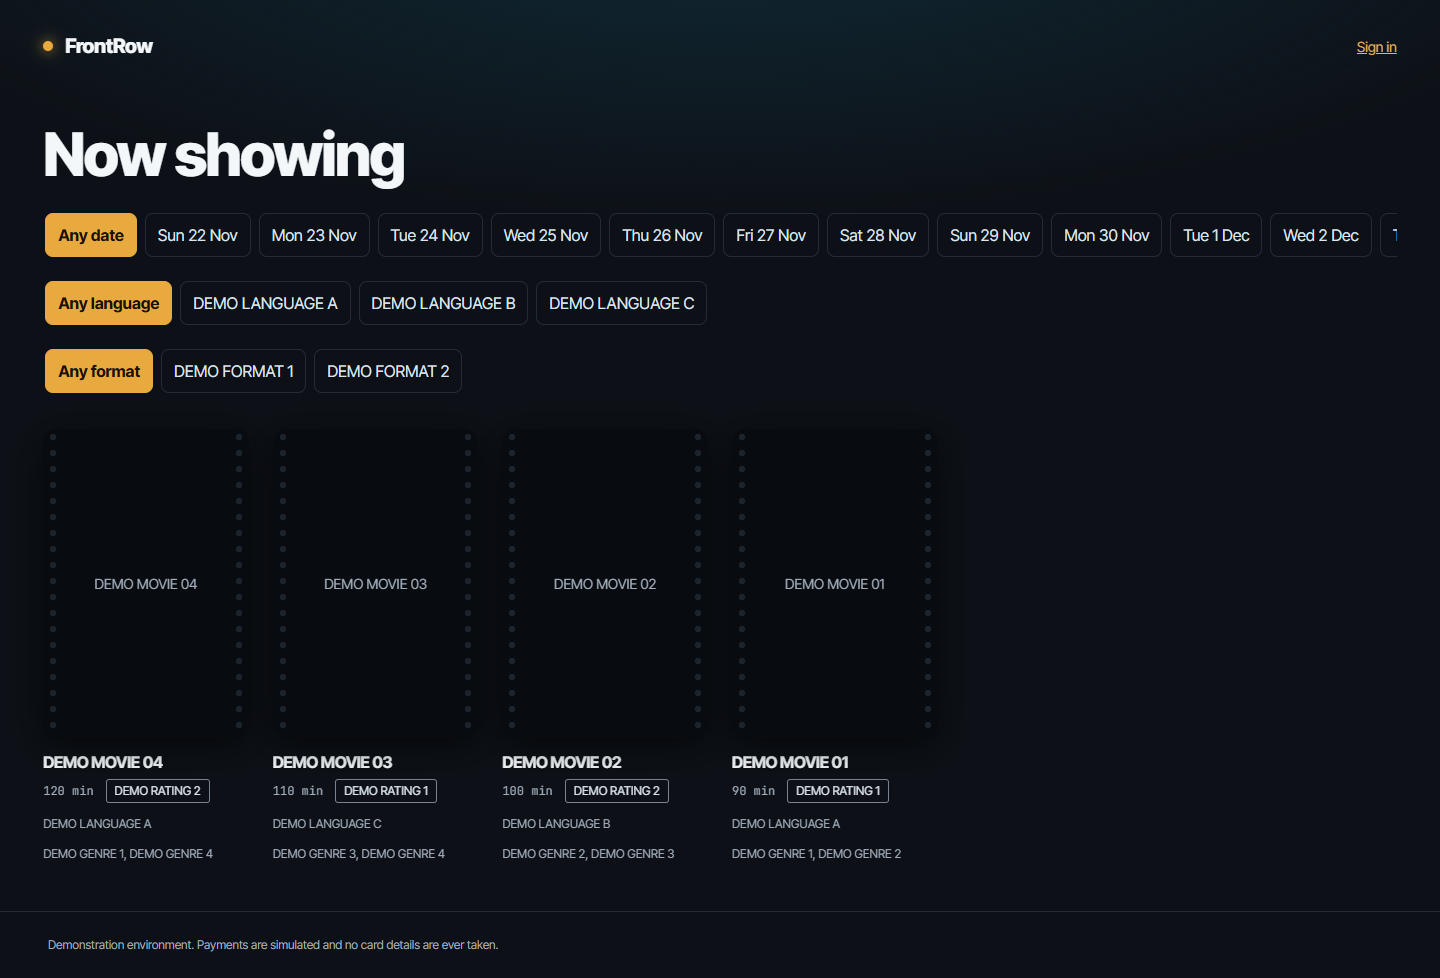 FrontRow
Sign in
Now showing
Any date Sun 22 Nov Mon 23 Nov Tue 24 Nov Wed 25 Nov Thu 26 Nov Fri 27 Nov Sat 28 Nov Sun 29 Nov Mon 30 Nov Tue 1 Dec Wed 2 Dec
Any language DEMO LANGUAGE A DEMO LANGUAGE B DEMO LANGUAGE C
Any format DEMO FORMAT 1 DEMO FORMAT 2
DEMO MOVIE 04 DEMO MOVIE 03 DEMO MOVIE 02 DEMO MOVIE 01
DEMO MOVIE 04 DEMO MOVIE 03 DEMO MOVIE 02 DEMO MOVIE 01
120 min DEMO RATING 2 110 min DEMO RATING 1 100 min DEMO RATING 2 90 min DEMO RATING 1
DEMO LANGUAGE A DEMO LANGUAGE C DEMO LANGUAGE B DEMO LANGUAGE A
DEMO GENRE 1, DEMO GENRE 4 DEMO GENRE 3, DEMO GENRE 4 DEMO GENRE 2, DEMO GENRE 3 DEMO GENRE 1, DEMO GENRE 2
Demonstration environment. Payments are simulated and no card details are ever taken.